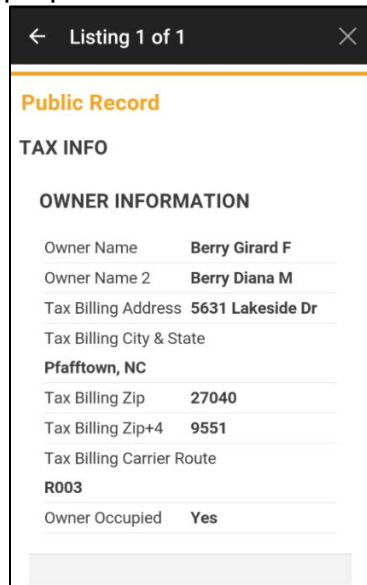 Listing 1 of 1
Public Record
TAX INFO
OWNER INFORMATION
Owner Name Berry Girard F
Owner Name 2 Berry Diana M
Tax Billing Address 5631 Lakeside Dr
Tax Billing City & State
Pfafftown, NC
Tax Billing Zip 27040
Tax Billing Zip+4 9551
Tax Billing Carrier Route
R003
Owner Occupied Yes